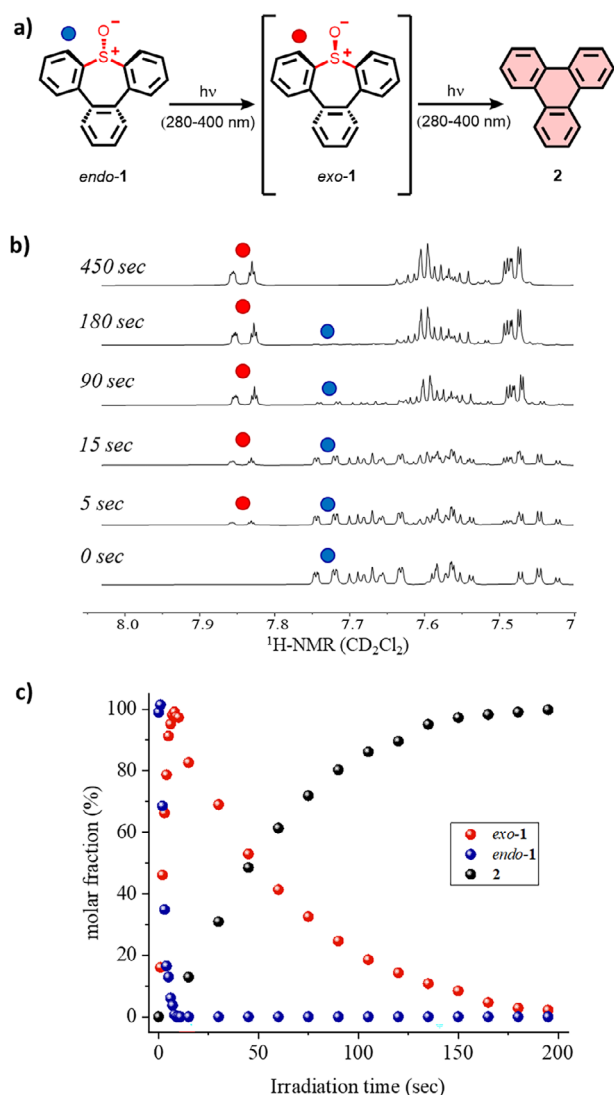 a)
O−
S+
hν
(280-400 nm)
endo-1
O−
S+
hν
(280-400 nm)
exo-1
2
b)
450 sec
180 sec
90 sec
15 sec
5 sec
0 sec
8.0 7.9 7.8 7.7 7.6 7.5 7
¹H-NMR (CD₂Cl₂)
c)
100
80
60
40
20
0
molar fraction (%)
exo-1
endo-1
2
0 50 100 150 200
Irradiation time (sec)